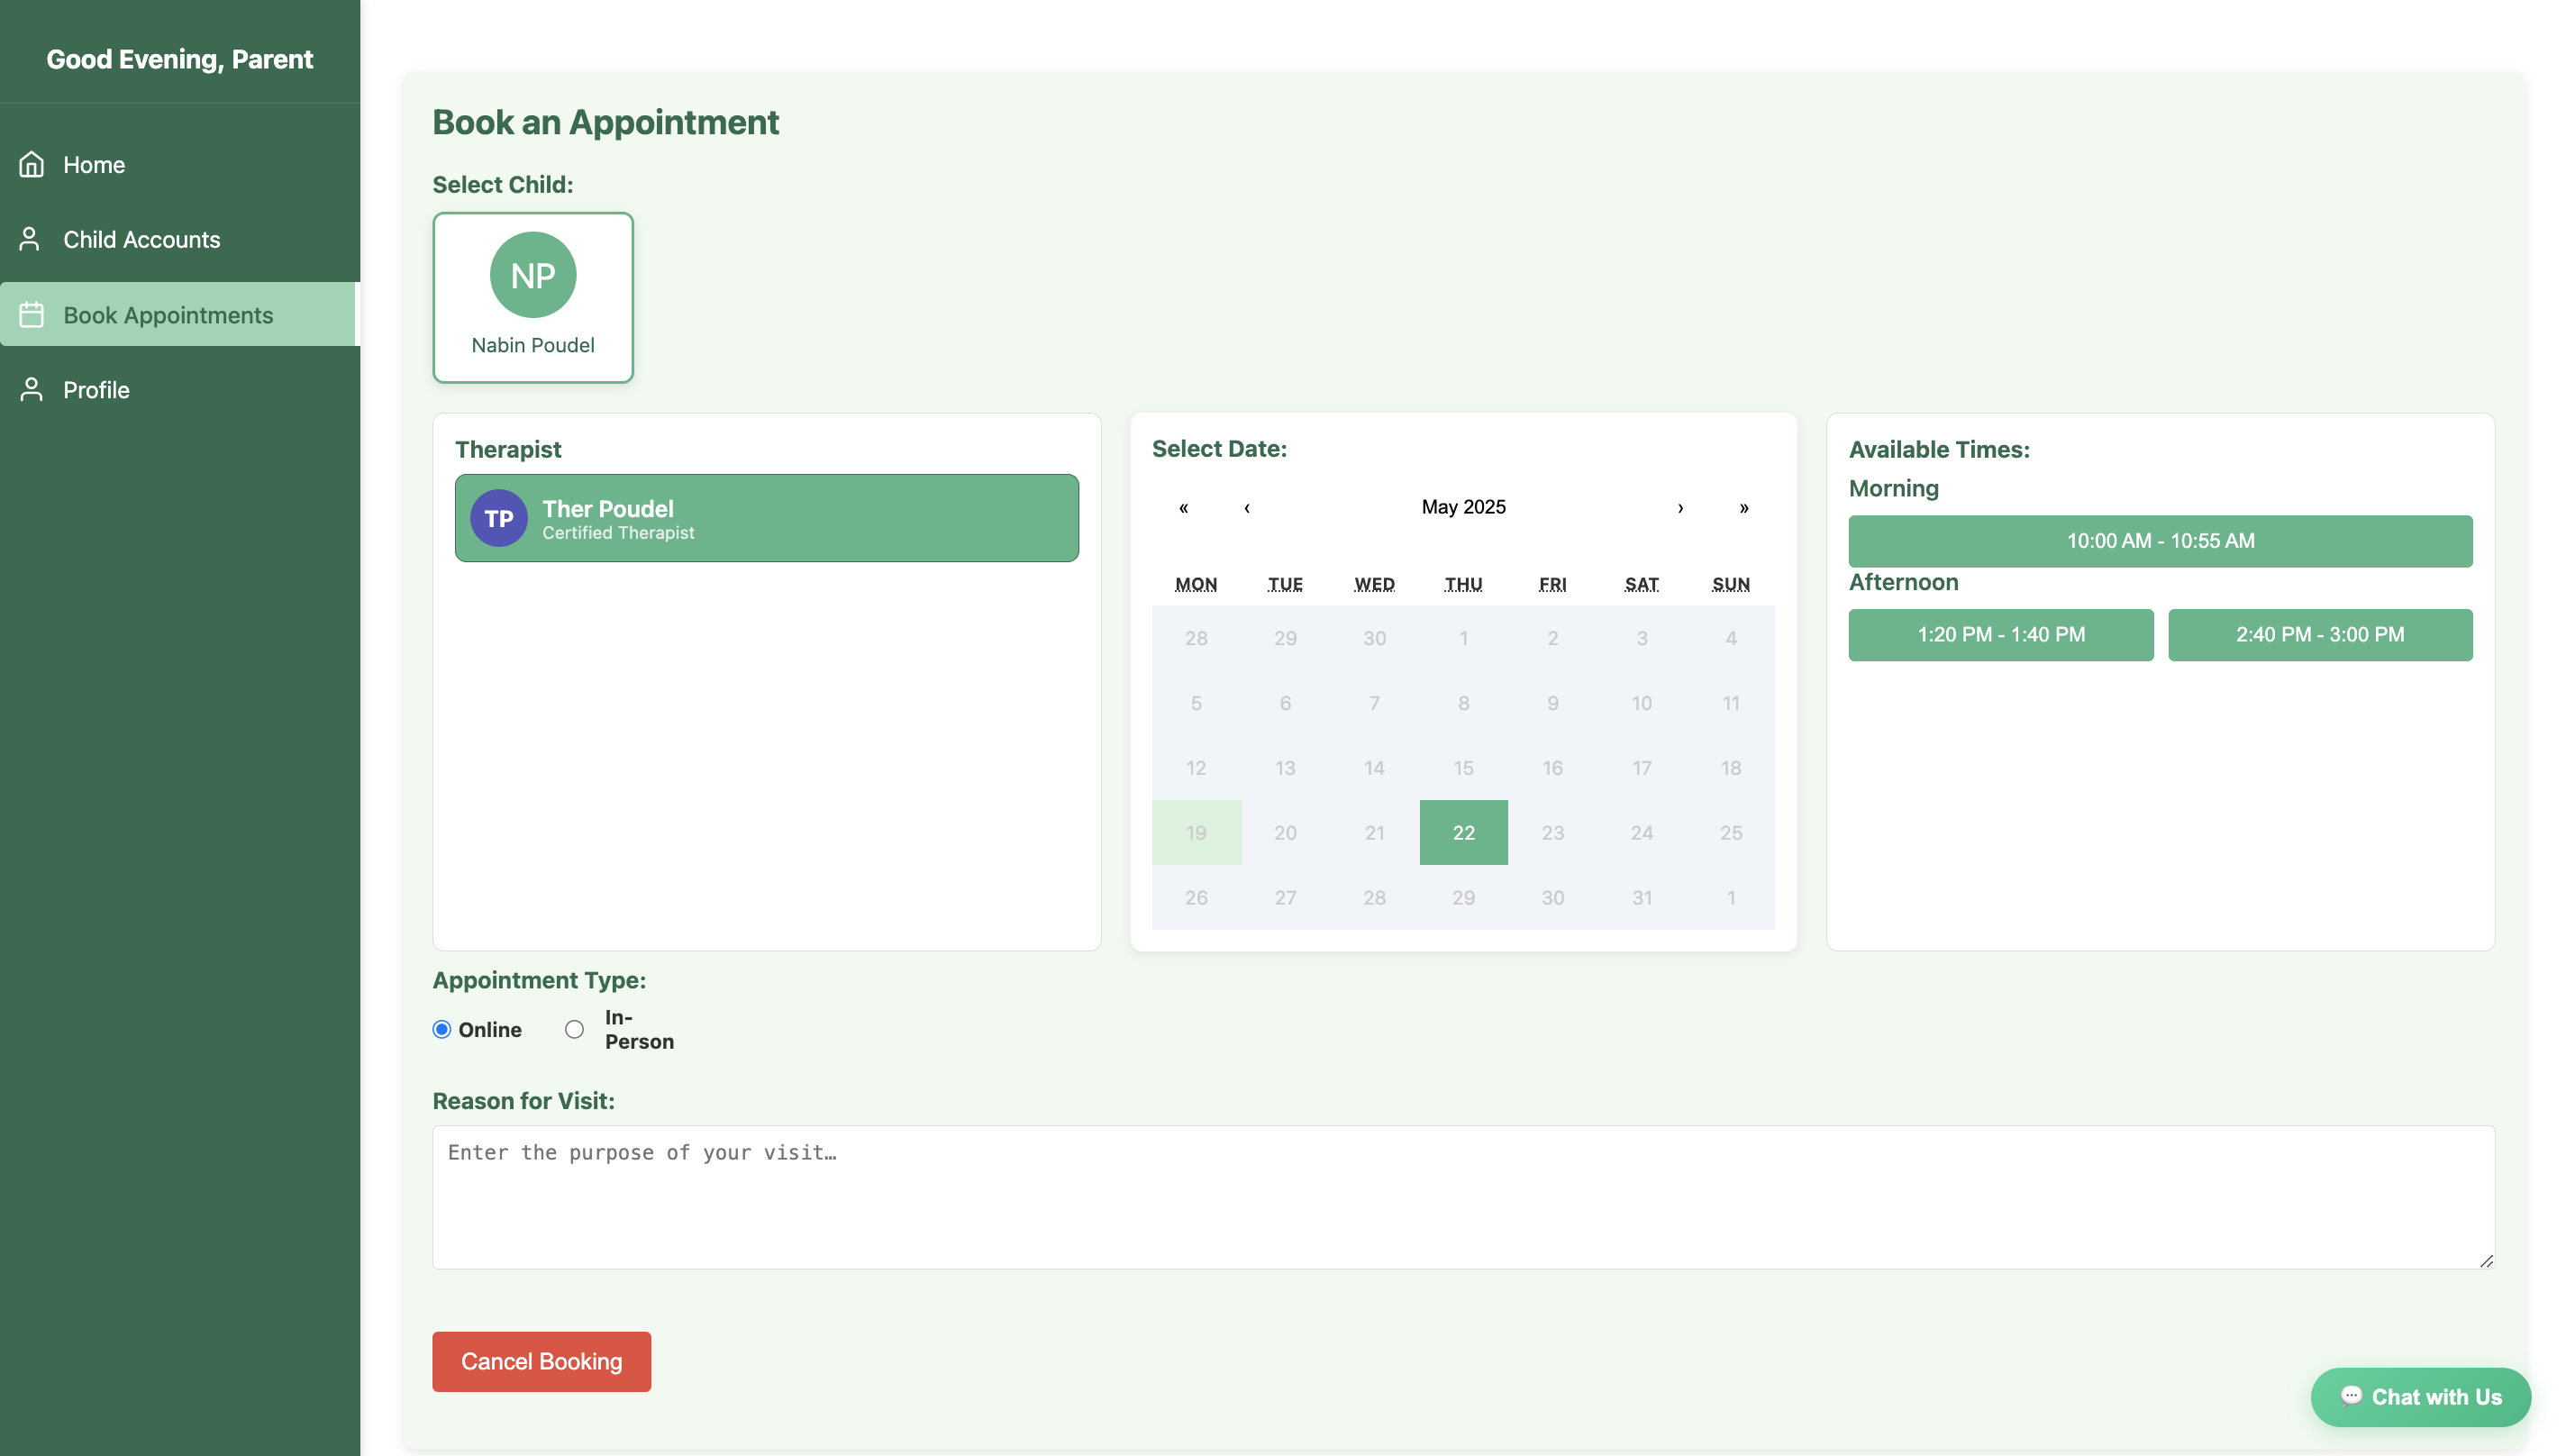 Good Evening, Parent
Home
Child Accounts
Book Appointments
Profile
Book an Appointment
Select Child:
NP
Nabin Poudel
Therapist
TP
Ther Poudel
Certified Therapist
Select Date:
« ‹ May 2025 › »
MON TUE WED THU FRI SAT SUN
28 29 30 1 2 3 4
5 6 7 8 9 10 11
12 13 14 15 16 17 18
19 20 21 22 23 24 25
26 27 28 29 30 31 1
Available Times:
Morning
10:00 AM - 10:55 AM
Afternoon
1:20 PM - 1:40 PM
2:40 PM - 3:00 PM
Appointment Type:
Online
In-
Person
Reason for Visit:
Enter the purpose of your visit…
Cancel Booking
Chat with Us